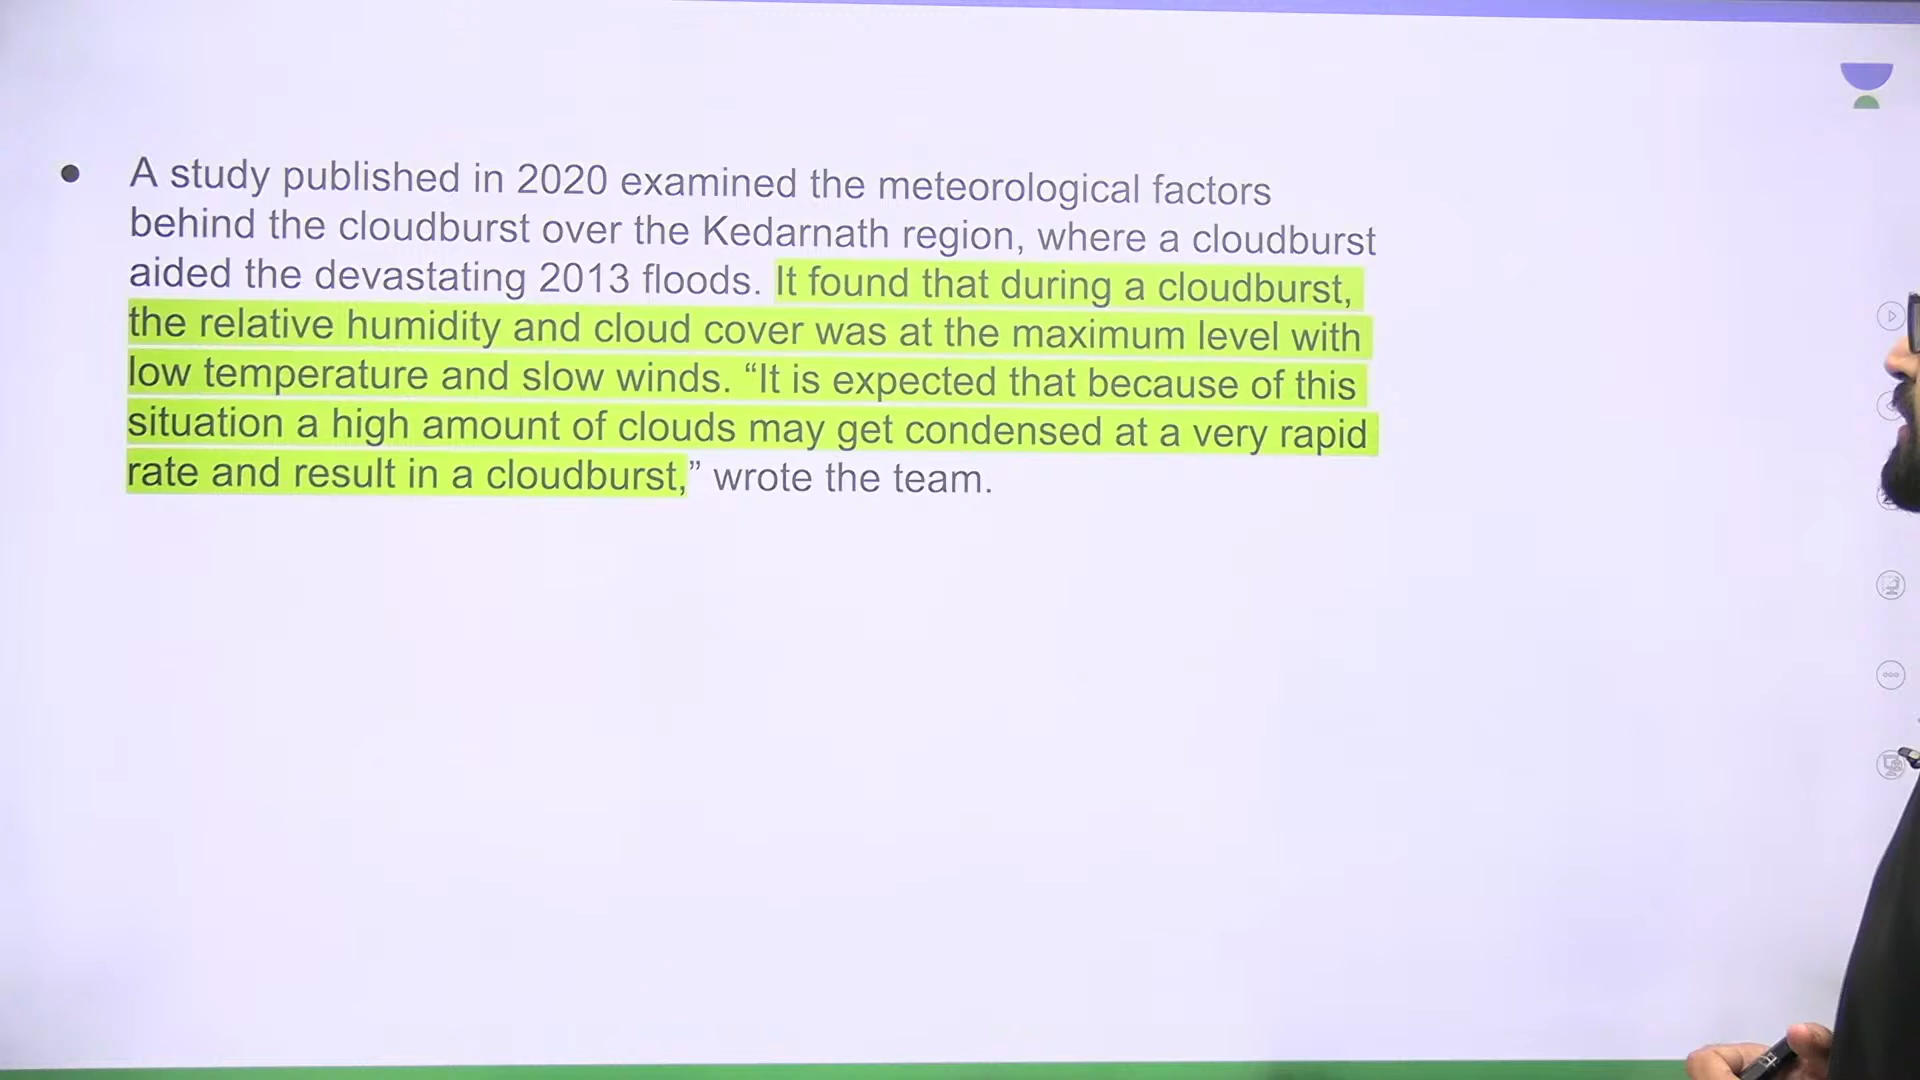 ● A study published in 2020 examined the meteorological factors
behind the cloudburst over the Kedarnath region, where a cloudburst
aided the devastating 2013 floods. It found that during a cloudburst,
the relative humidity and cloud cover was at the maximum level with
low temperature and slow winds. “It is expected that because of this
situation a high amount of clouds may get condensed at a very rapid
rate and result in a cloudburst,” wrote the team.